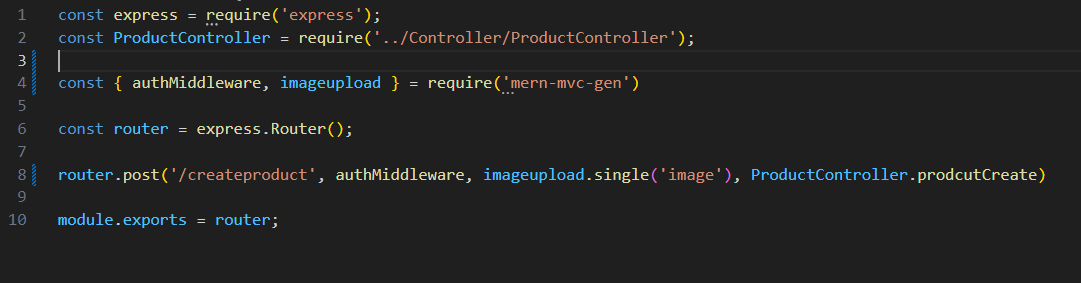 1 const express = require('express');
2 const ProductController = require('../Controller/ProductController');
3
4 const { authMiddleware, imageupload } = require('mern-mvc-gen')
5
6 const router = express.Router();
7
8 router.post('/createproduct', authMiddleware, imageupload.single('image'), ProductController.prodcutCreate)
9
10 module.exports = router;